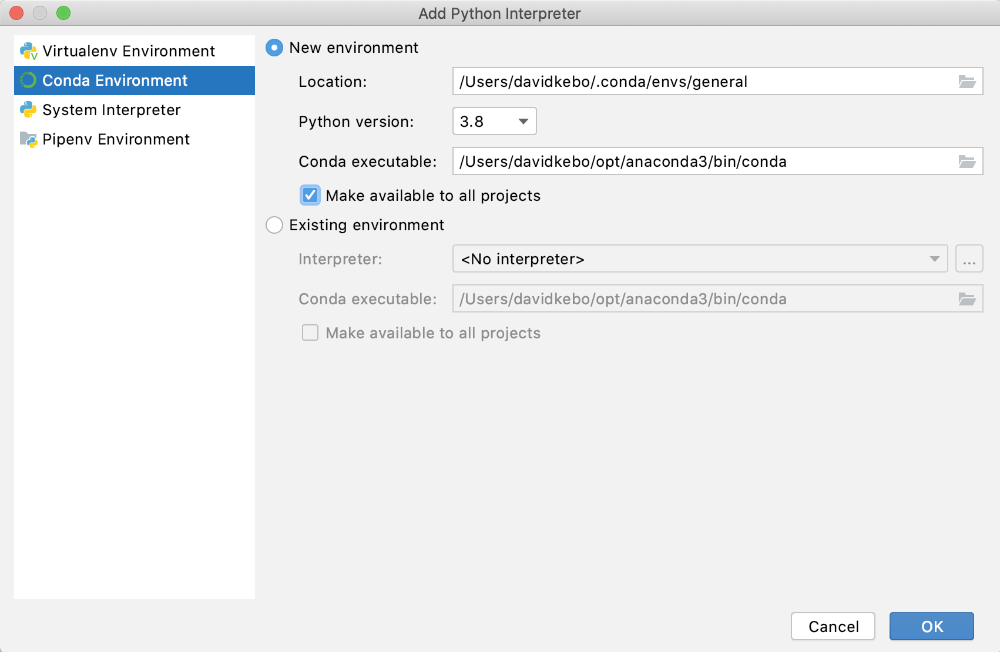 Add Python Interpreter
Virtualenv Environment
Conda Environment
System Interpreter
Pipenv Environment
New environment
Location: /Users/davidkebo/.conda/envs/general
Python version: 3.8
Conda executable: /Users/davidkebo/opt/anaconda3/bin/conda
Make available to all projects
Existing environment
Interpreter: <No interpreter> ...
Conda executable: /Users/davidkebo/opt/anaconda3/bin/conda
Make available to all projects
Cancel OK